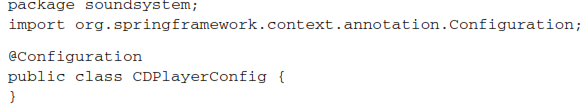 package soundsystem;
import org.springframework.context.annotation.Configuration;
@Configuration
public class CDPlayerConfig {
}